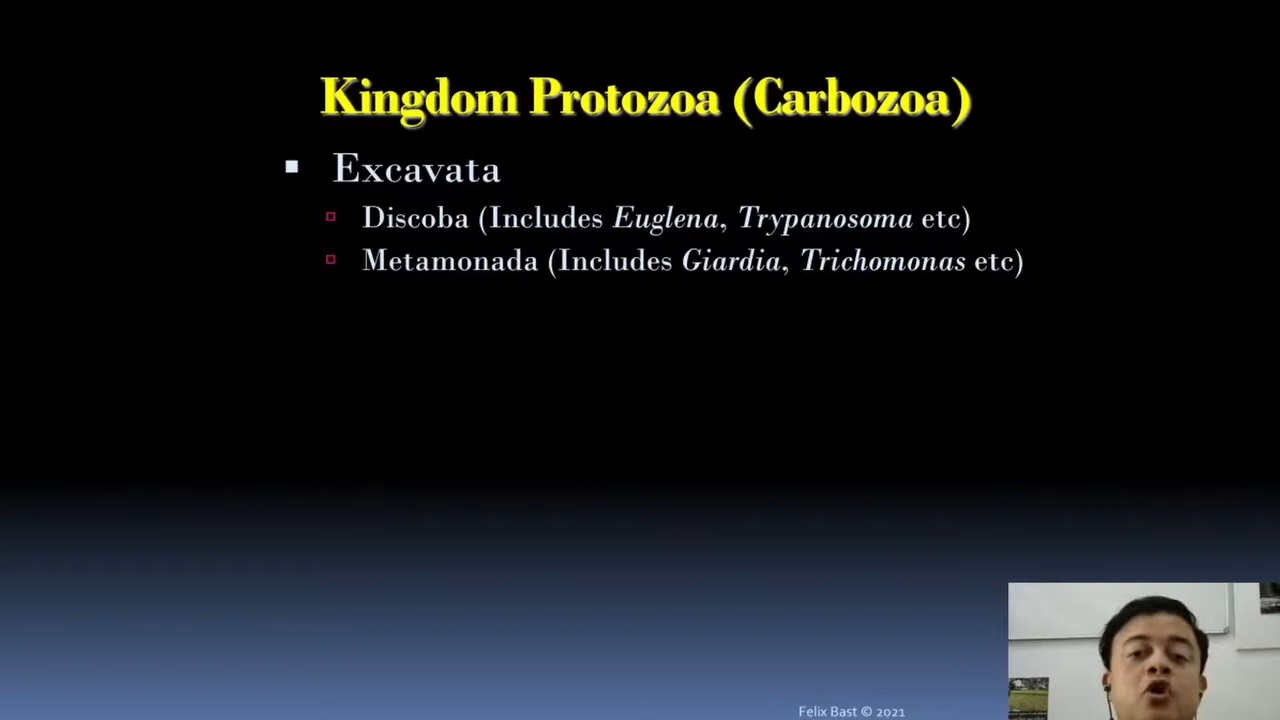 Kingdom Protozoa (Carbozoa)
Excavata
Discoba (Includes Euglena, Trypanosoma etc)
Metamonada (Includes Giardia, Trichomonas etc)
Felix Bast © 2021